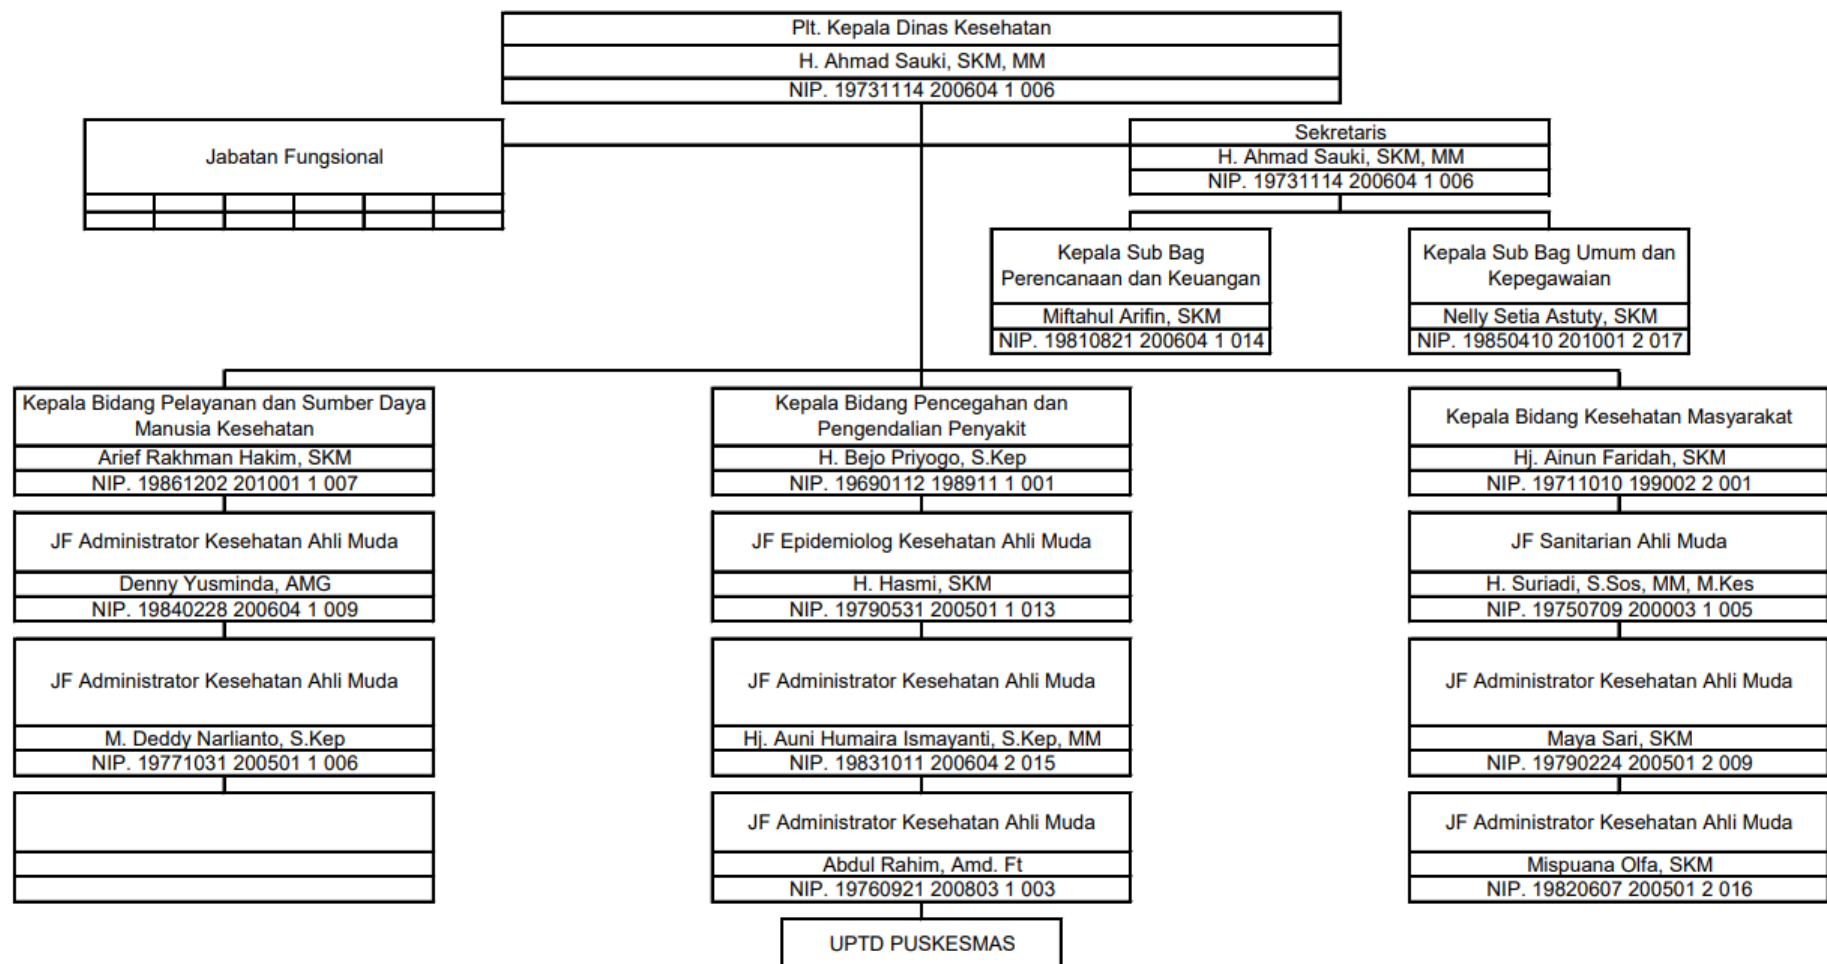 Plt. Kepala Dinas Kesehatan
H. Ahmad Sauki, SKM, MM
NIP. 19731114 200604 1 006
Jabatan Fungsional
Sekretaris
H. Ahmad Sauki, SKM, MM
NIP. 19731114 200604 1 006
Kepala Sub Bag
Perencanaan dan Keuangan
Miftahul Arifin, SKM
NIP. 19810821 200604 1 014
Kepala Sub Bag Umum dan
Kepegawaian
Nelly Setia Astuty, SKM
NIP. 19850410 201001 2 017
Kepala Bidang Pelayanan dan Sumber Daya
Manusia Kesehatan
Arief Rakhman Hakim, SKM
NIP. 19861202 201001 1 007
JF Administrator Kesehatan Ahli Muda
Denny Yusminda, AMG
NIP. 19840228 200604 1 009
JF Administrator Kesehatan Ahli Muda
M. Deddy Narlianto, S.Kep
NIP. 19771031 200501 1 006
Kepala Bidang Pencegahan dan
Pengendalian Penyakit
H. Bejo Priyogo, S.Kep
NIP. 19690112 198911 1 001
JF Epidemiolog Kesehatan Ahli Muda
H. Hasmi, SKM
NIP. 19790531 200501 1 013
JF Administrator Kesehatan Ahli Muda
Hj. Auni Humaira Ismayanti, S.Kep, MM
NIP. 19831011 200604 2 015
JF Administrator Kesehatan Ahli Muda
Abdul Rahim, Amd. Ft
NIP. 19760921 200803 1 003
UPTD PUSKESMAS
Kepala Bidang Kesehatan Masyarakat
Hj. Ainun Faridah, SKM
NIP. 19711010 199002 2 001
JF Sanitarian Ahli Muda
H. Suriadi, S.Sos, MM, M.Kes
NIP. 19750709 200003 1 005
JF Administrator Kesehatan Ahli Muda
Maya Sari, SKM
NIP. 19790224 200501 2 009
JF Administrator Kesehatan Ahli Muda
Mispuana Olfa, SKM
NIP. 19820607 200501 2 016